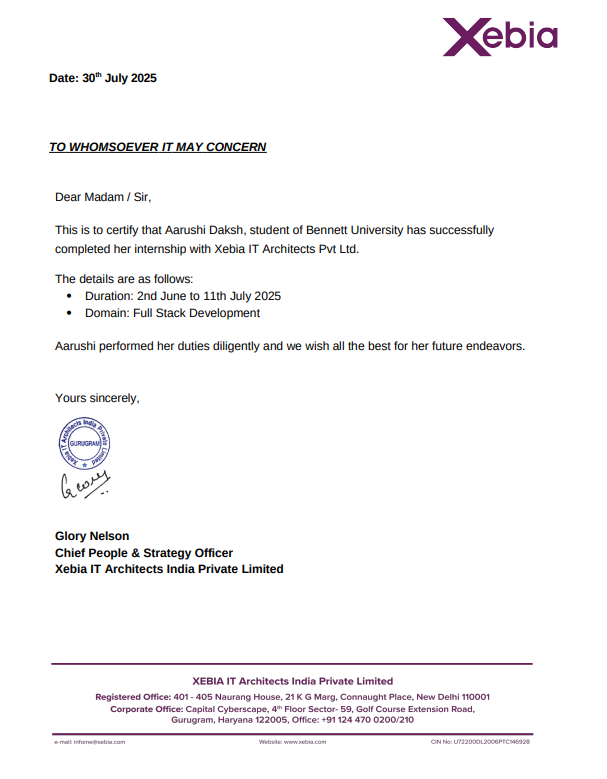 Xebia
Date: 30th July 2025
TO WHOMSOEVER IT MAY CONCERN
Dear Madam / Sir,
This is to certify that Aarushi Daksh, student of Bennett University has successfully
completed her internship with Xebia IT Architects Pvt Ltd.
The details are as follows:
• Duration: 2nd June to 11th July 2025
• Domain: Full Stack Development
Aarushi performed her duties diligently and we wish all the best for her future endeavors.
Yours sincerely,
Xebia IT Architects India Private Limited
GURUGRAM
Glory
Glory Nelson
Chief People & Strategy Officer
Xebia IT Architects India Private Limited
XEBIA IT Architects India Private Limited
Registered Office: 401 - 405 Naurang House, 21 K G Marg, Connaught Place, New Delhi 110001
Corporate Office: Capital Cyberscape, 4th Floor Sector- 59, Golf Course Extension Road,
Gurugram, Haryana 122005, Office: +91 124 470 0200/210
e-mail: infome@xebia.com Website: www.xebia.com CIN No: U72200DL2006PTC146928